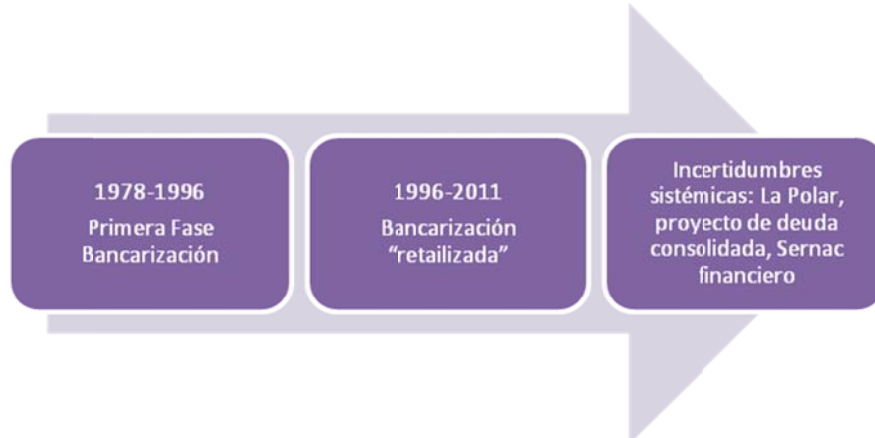 1978-1996
Primera Fase
Bancarización
1996-2011
Bancarización
“retailizada”
Incertidumbres
sistémicas: La Polar,
proyecto de deuda
consolidada, Sernac
financiero